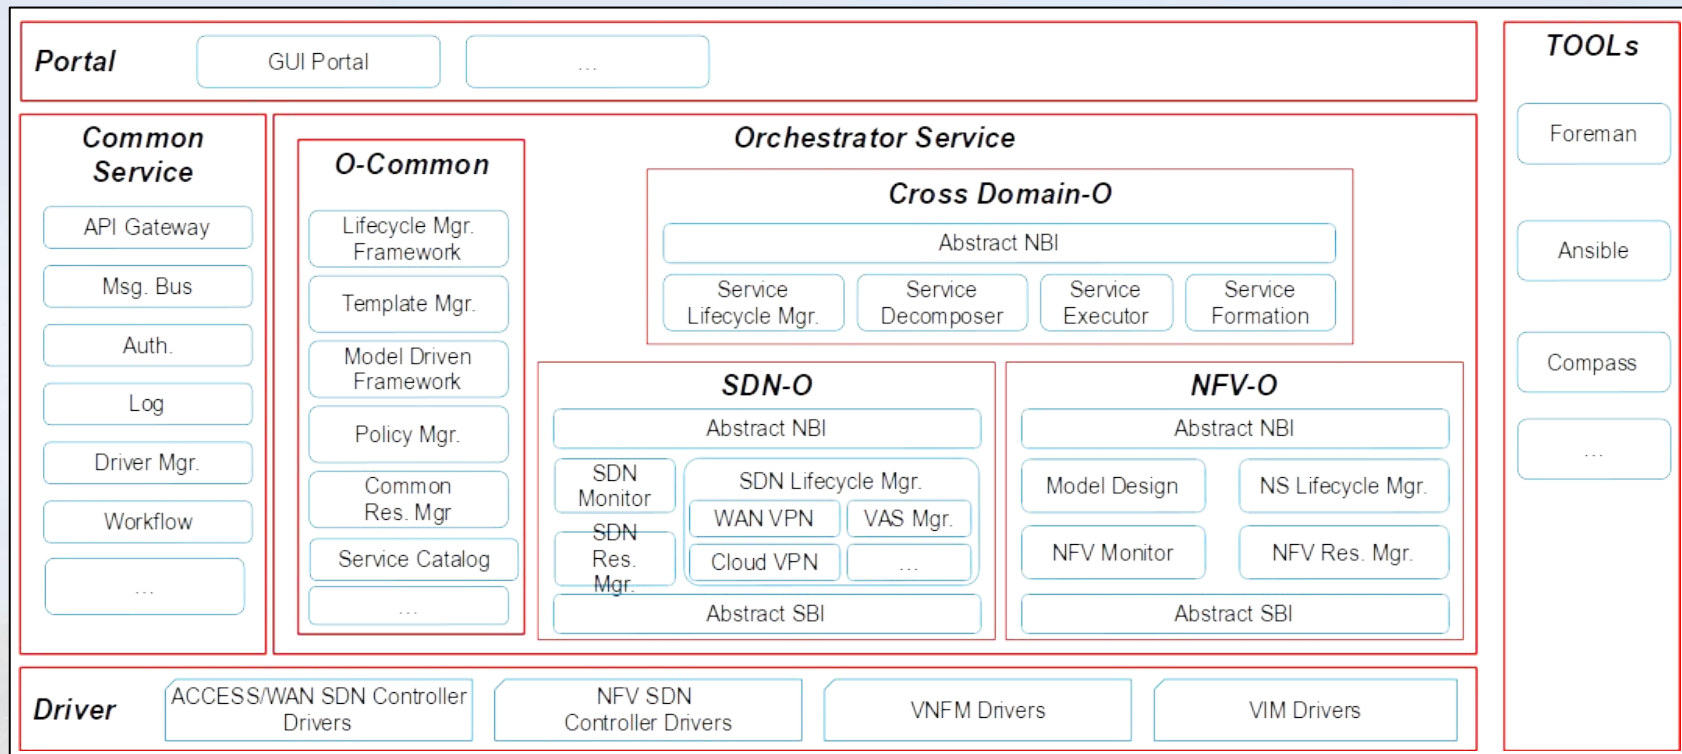 Portal
GUI Portal
...
Common
Service
API Gateway
Msg. Bus
Auth.
Log
Driver Mgr.
Workflow
...
Orchestrator Service
O-Common
Lifecycle Mgr.
Framework
Template Mgr.
Model Driven
Framework
Policy Mgr.
Common
Res. Mgr
Service Catalog
...
Cross Domain-O
Abstract NBI
Service
Lifecycle Mgr.
Service
Decomposer
Service
Executor
Service
Formation
SDN-O
Abstract NBI
SDN
Monitor
SDN
Res.
Mgr.
SDN Lifecycle Mgr.
WAN VPN
VAS Mgr.
Cloud VPN
...
Abstract SBI
NFV-O
Abstract NBI
Model Design
NS Lifecycle Mgr.
NFV Monitor
NFV Res. Mgr.
Abstract SBI
Driver
ACCESS/WAN SDN Controller
Drivers
NFV SDN
Controller Drivers
VNFM Drivers
VIM Drivers
TOOLs
Foreman
Ansible
Compass
...